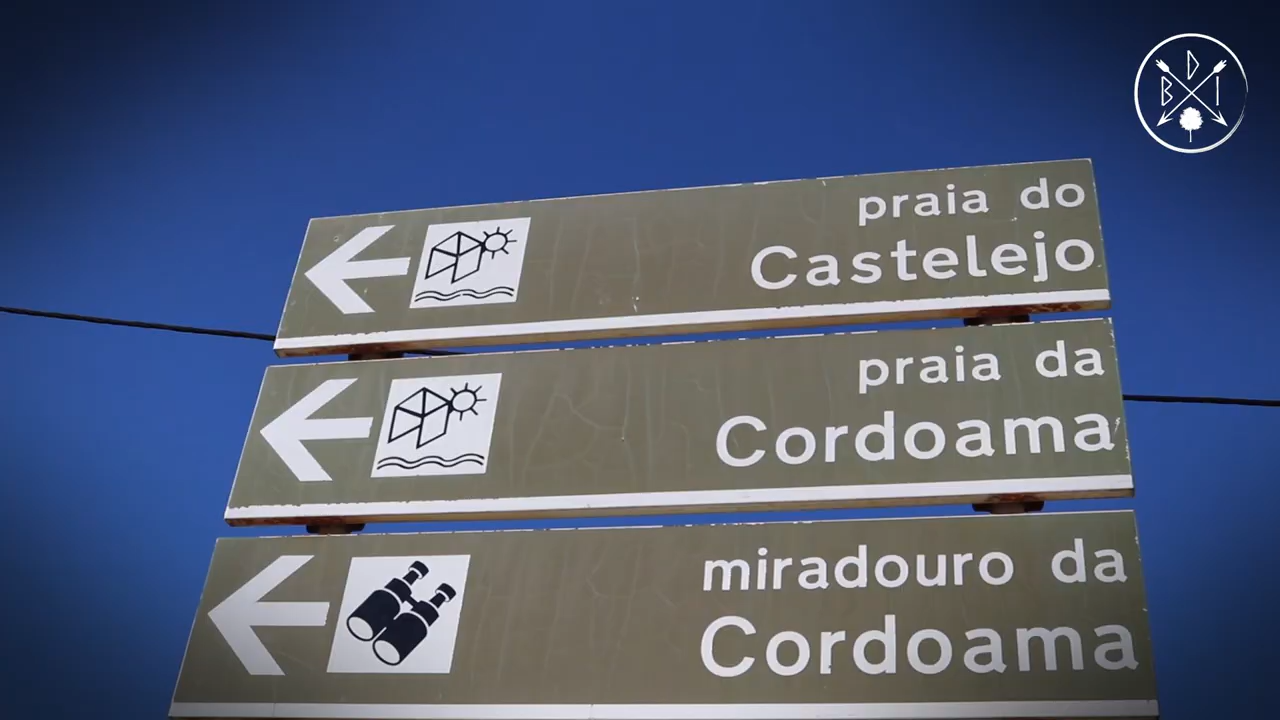 B D I
praia do
Castelejo
praia da
Cordoama
miradouro da
Cordoama